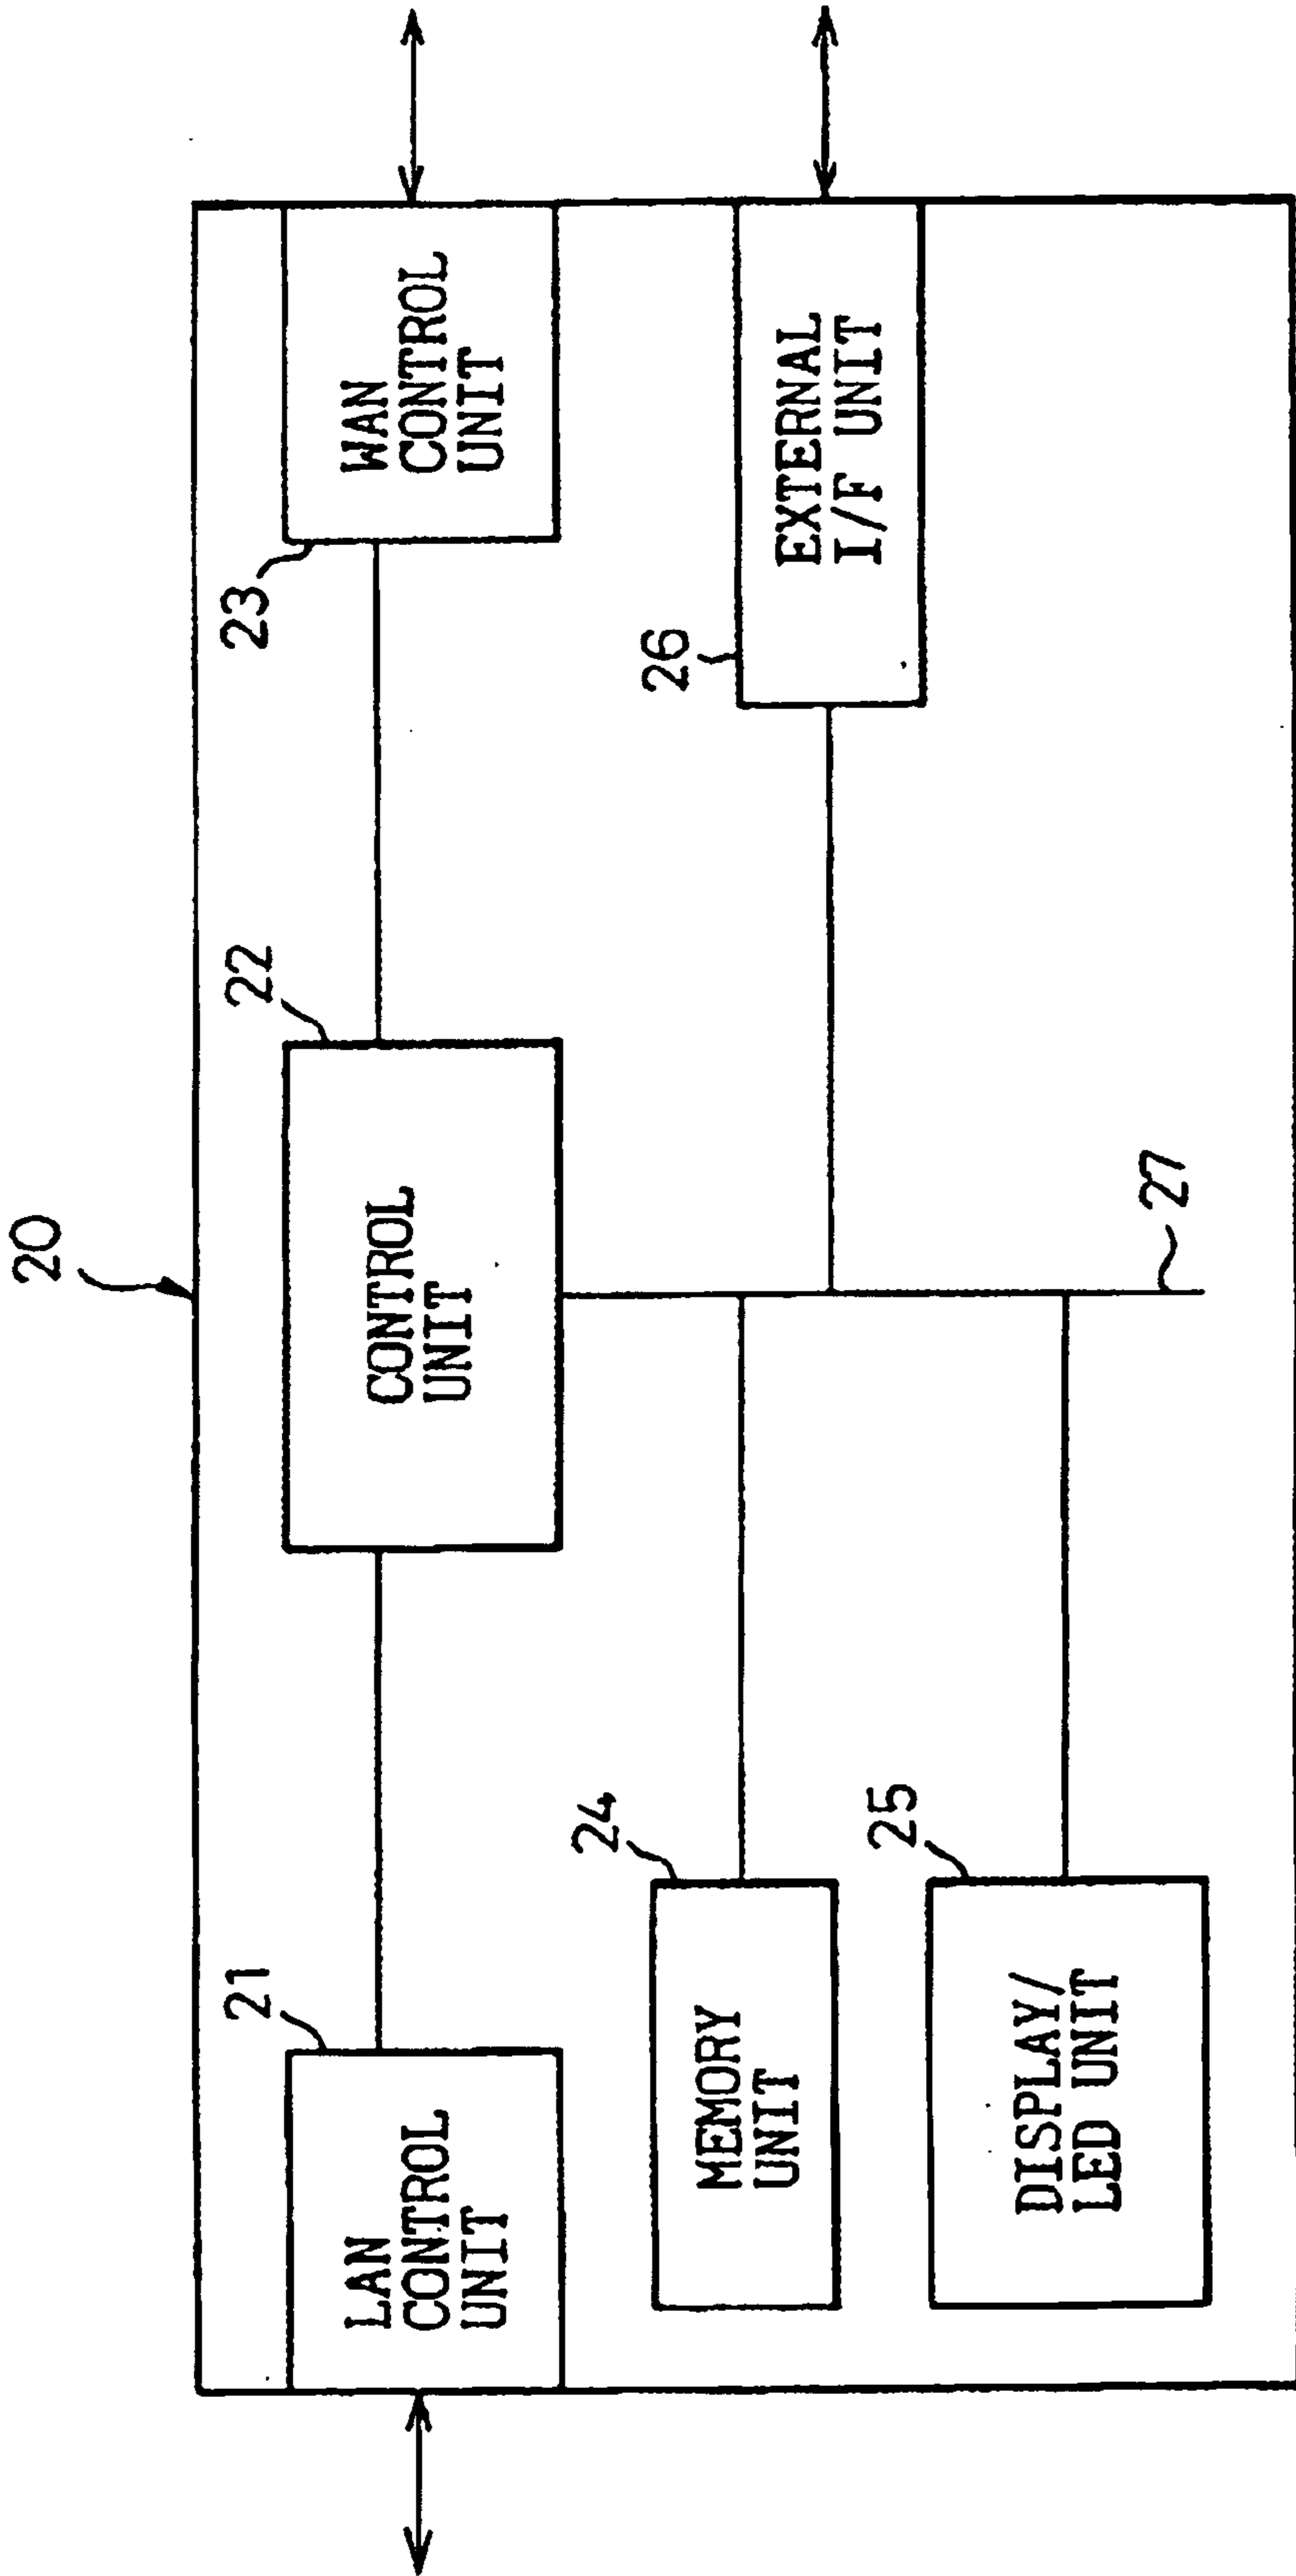 20
21
LAN
CONTROL
UNIT
22
CONTROL
UNIT
23
WAN
CONTROL
UNIT
24
MEMORY
UNIT
26
EXTERNAL
I/F UNIT
25
DISPLAY/
LED UNIT
27